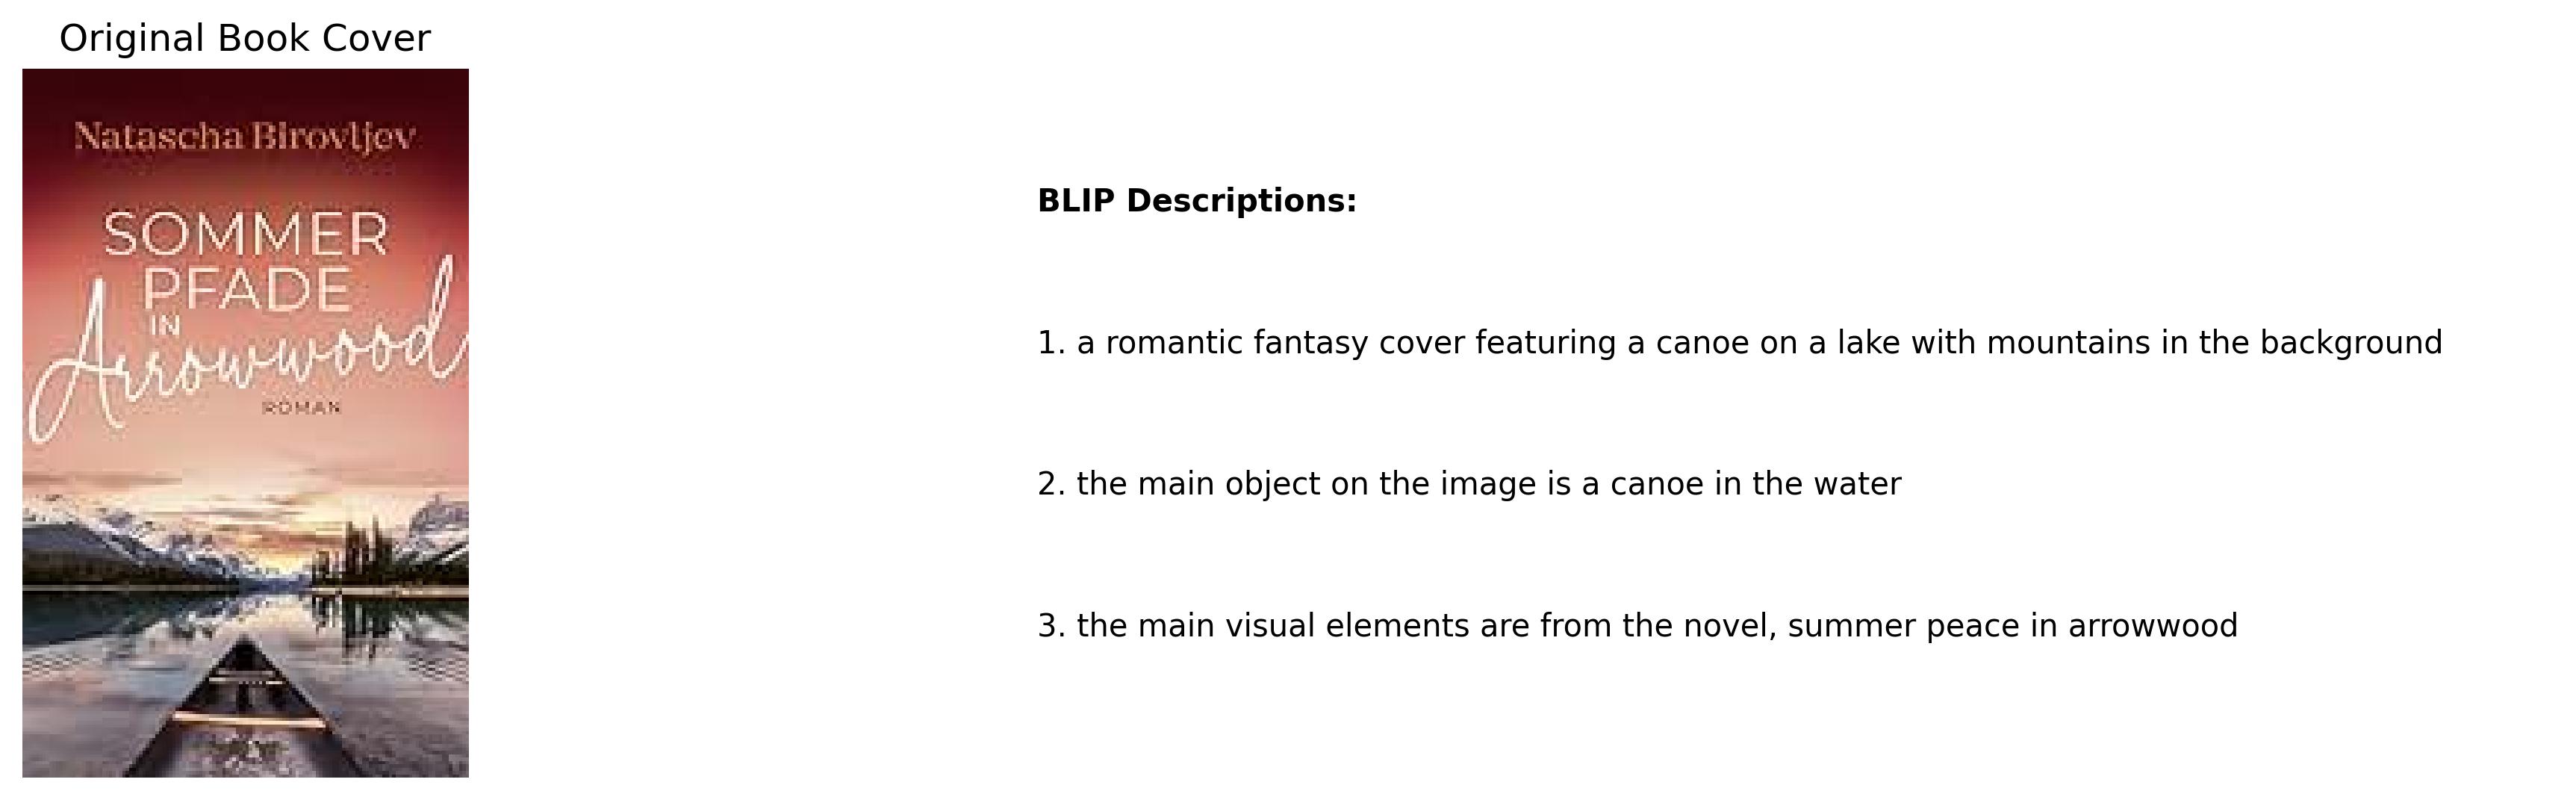 Original Book Cover
Natascha Birovljev
SOMMER
PFADE
IN
Arrowwood
ROMAN
BLIP Descriptions:
1. a romantic fantasy cover featuring a canoe on a lake with mountains in the background
2. the main object on the image is a canoe in the water
3. the main visual elements are from the novel, summer peace in arrowwood